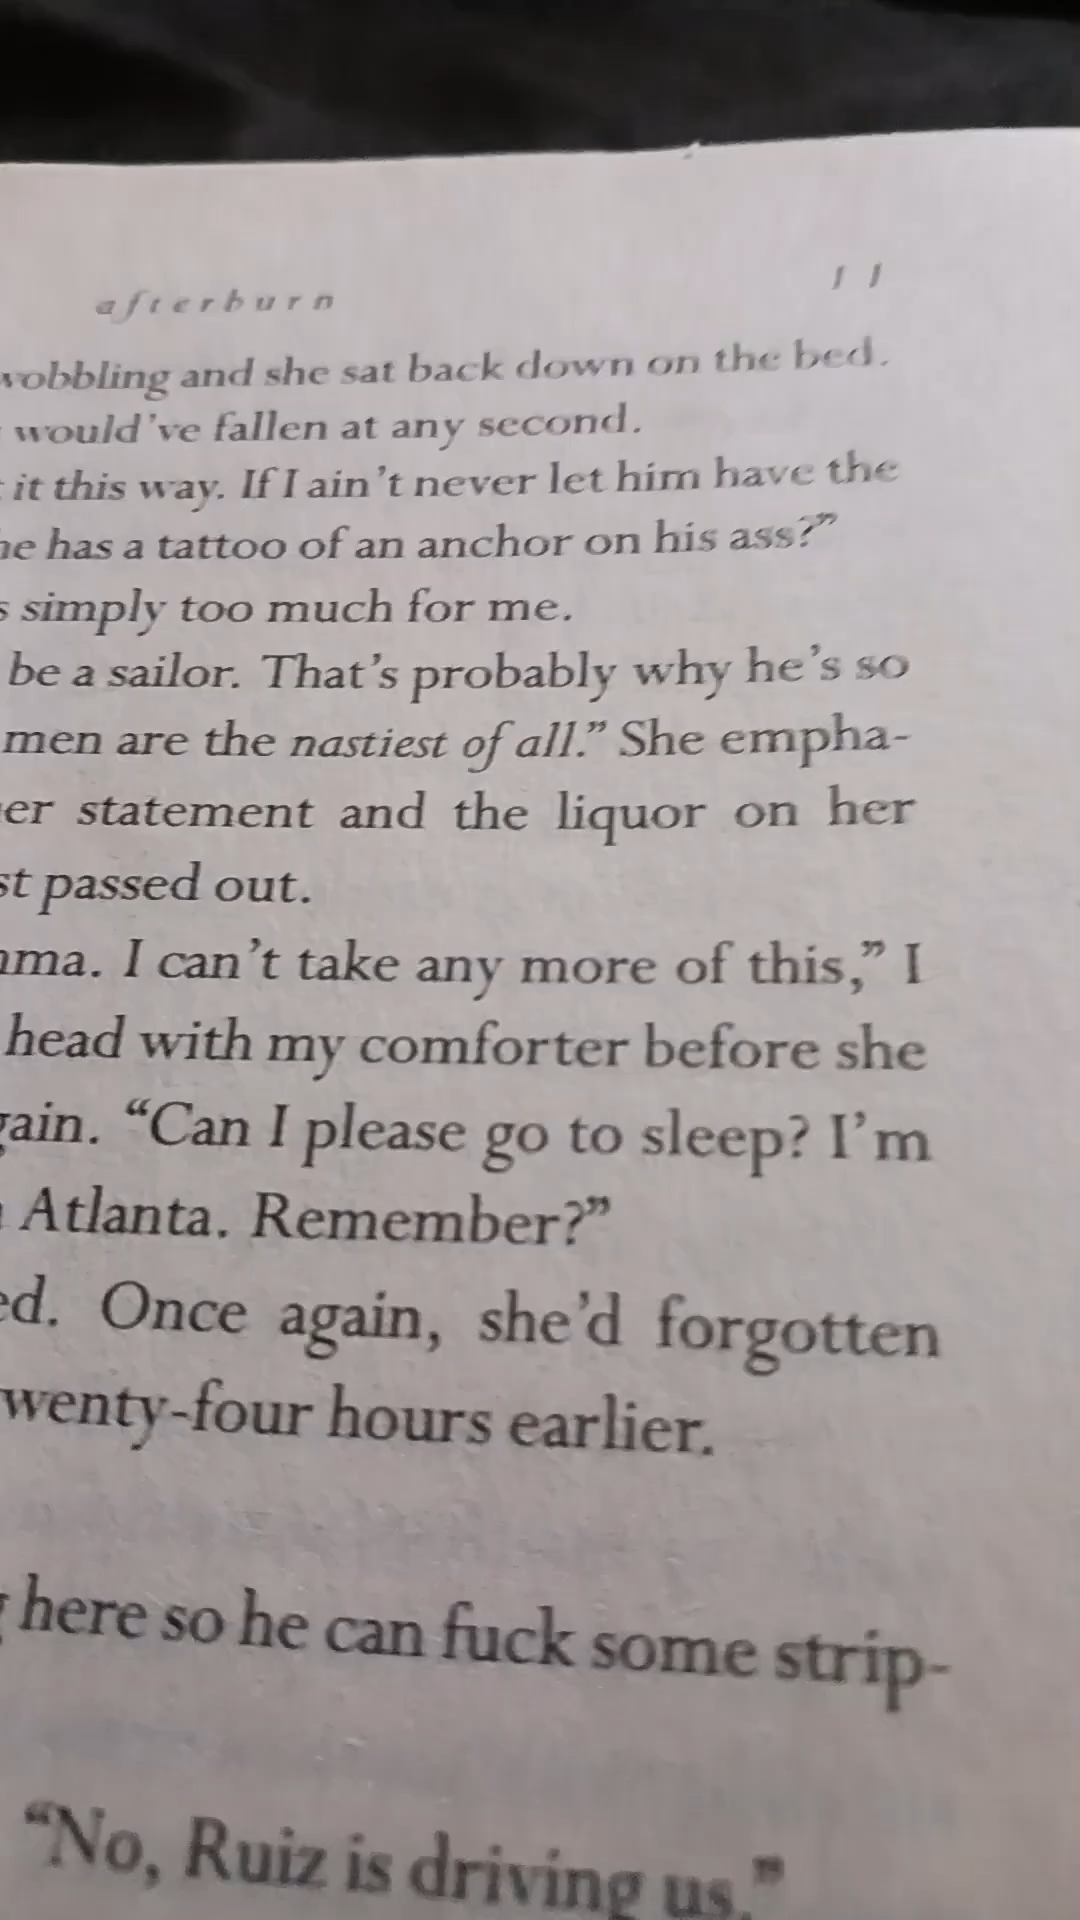 afterburn 11
wobbling and she sat back down on the bed.
would've fallen at any second.
it this way. If I ain't never let him have the
he has a tattoo of an anchor on his ass?”
simply too much for me.
be a sailor. That's probably why he's so
men are the nastiest of all.” She empha-
er statement and the liquor on her
st passed out.
ma. I can't take any more of this,” I
head with my comforter before she
gain. “Can I please go to sleep? I'm
Atlanta. Remember?”
ed. Once again, she'd forgotten
wenty-four hours earlier.
here so he can fuck some strip-
“No, Ruiz is driving us.”